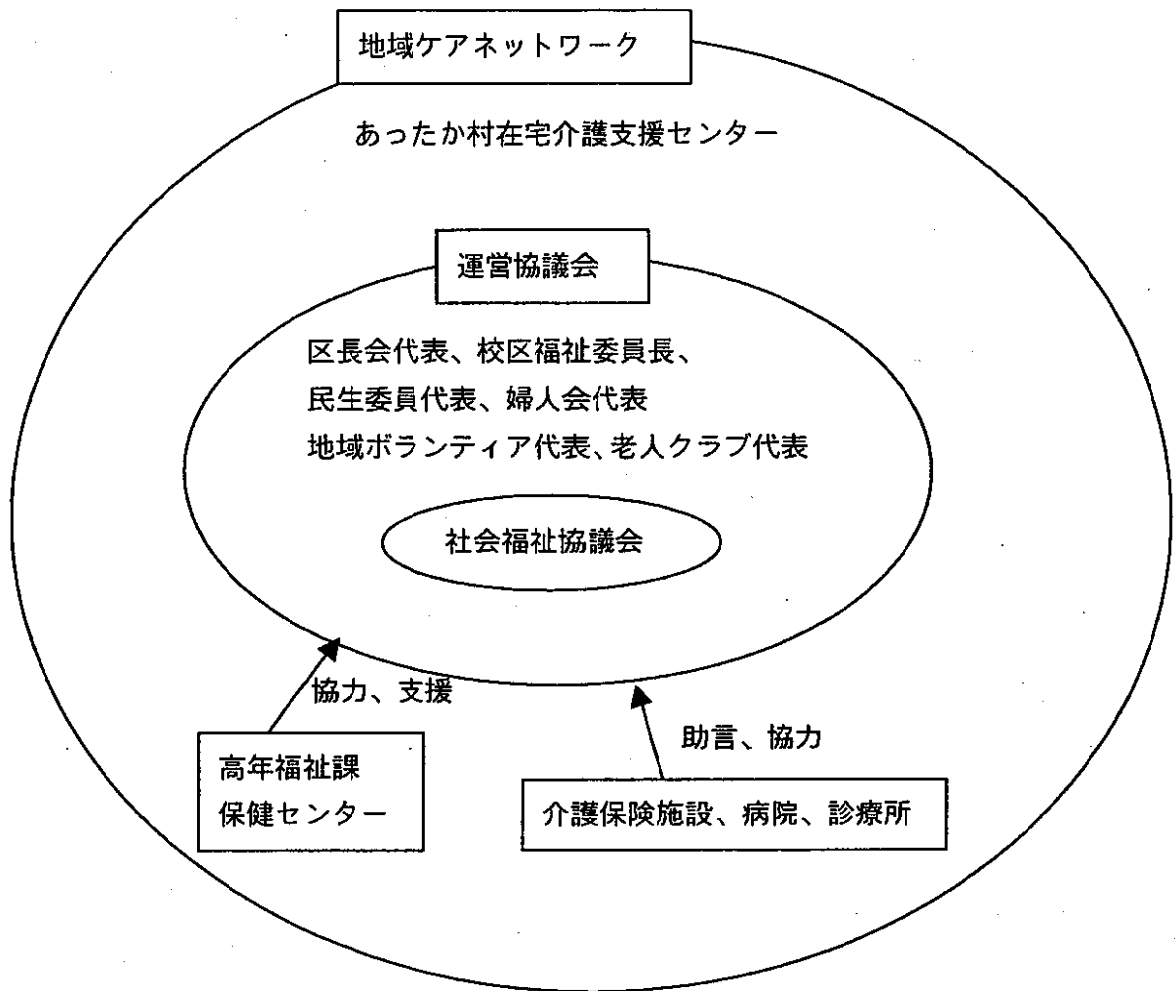 地域ケアネットワーク
あったか村在宅介護支援センター
運営協議会
区長会代表、校区福祉委員長、
民生委員代表、婦人会代表
地域ボランティア代表、老人クラブ代表
社会福祉協議会
協力、支援
助言、協力
高年福祉課
保健センター
介護保険施設、病院、診療所